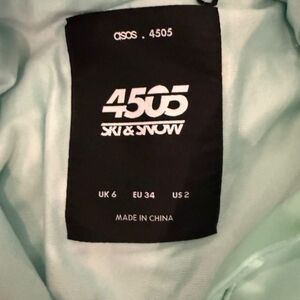 asos . 4505
4505
SKI & SNOW
UK 6 EU 34 US 2
MADE IN CHINA